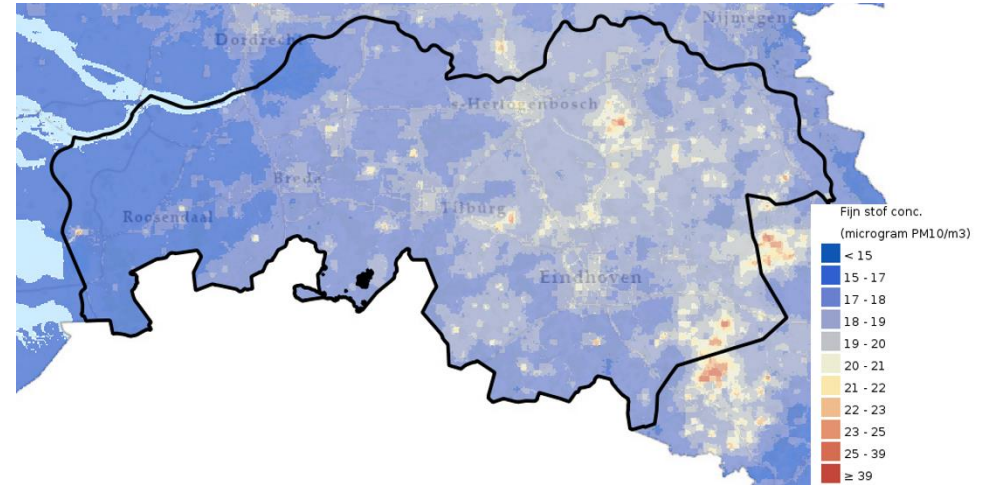 Nijmegen
Dordrecht
's-Hertogenbosch
Breda
Tilburg
Roosendaal
Eindhoven
Fijn stof conc.
(microgram PM10/m3)
< 15
15 - 17
17 - 18
18 - 19
19 - 20
20 - 21
21 - 22
22 - 23
23 - 25
25 - 39
≥ 39